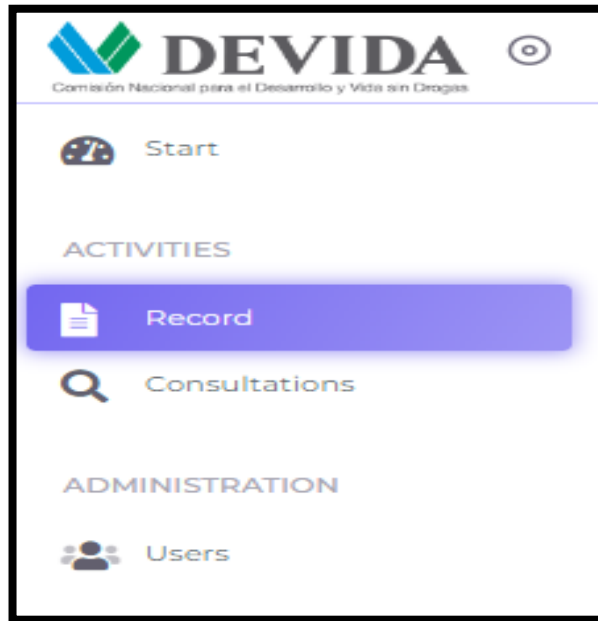 DEVIDA
Comisión Nacional para el Desarrollo y Vida sin Drogas
Start
ACTIVITIES
Record
Consultations
ADMINISTRATION
Users